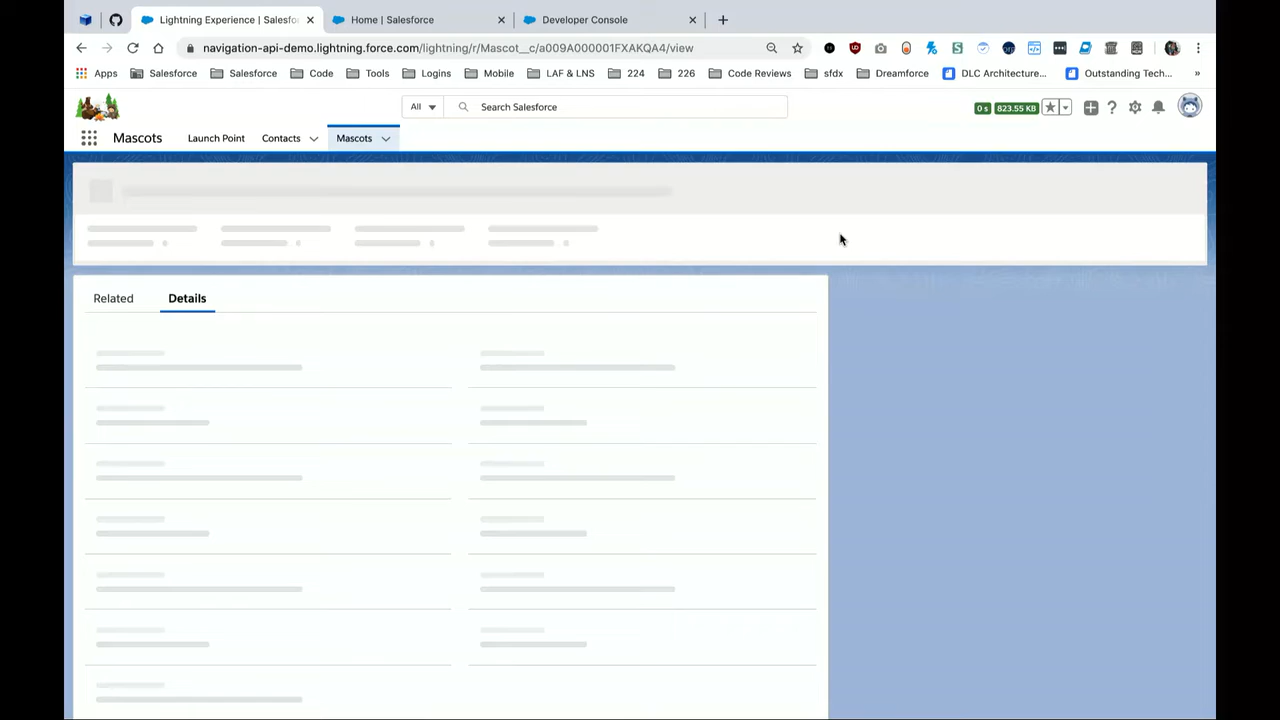 Lightning Experience | Salesfo
Home | Salesforce
Developer Console
navigation-api-demo.lightning.force.com/lightning/r/Mascot__c/a009A000001FXAKQA4/view
Apps
Salesforce
Salesforce
Code
Tools
Logins
Mobile
LAF & LNS
224
226
Code Reviews
sfdx
Dreamforce
DLC Architecture...
Outstanding Tech...
»
All
Search Salesforce
0 s
823.55 KB
Mascots
Launch Point
Contacts
Mascots
Related
Details